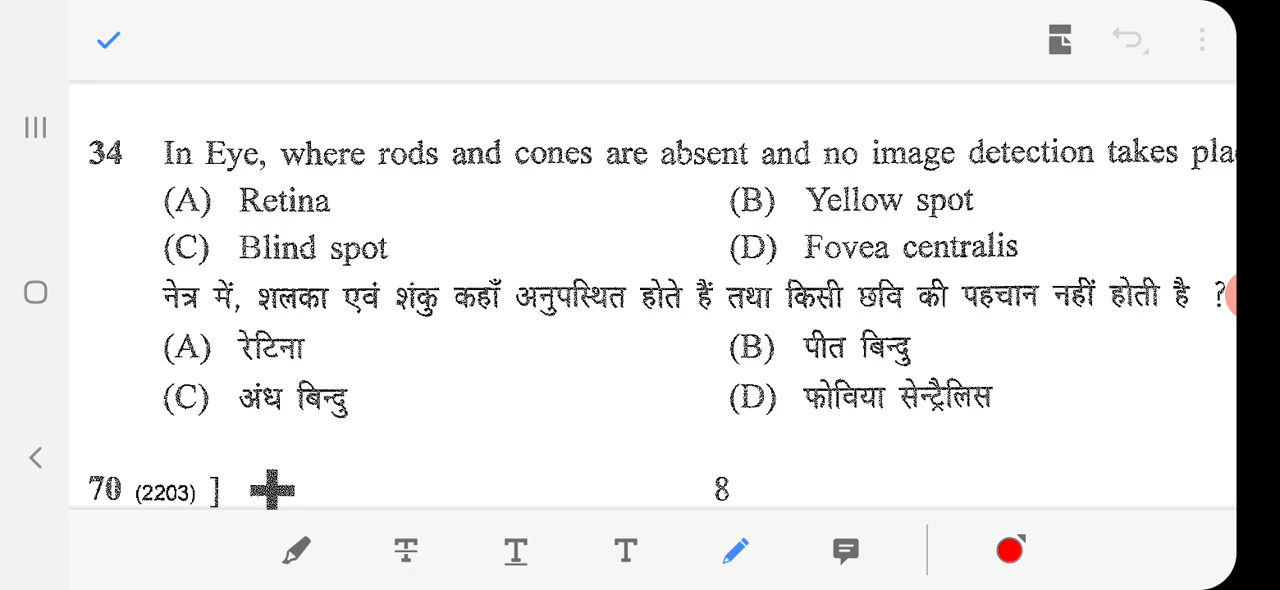 34 In Eye, where rods and cones are absent and no image detection takes
(A) Retina (B) Yellow spot
(C) Blind spot (D) Fovea centralis
नेत्र में, शलका एवं शंकु कहाँ अनुपस्थित होते हैं तथा किसी छवि की पहचान नहीं होती है ?
(A) रेटिना (B) पीत बिन्दु
(C) अंध बिन्दु (D) फोविया सेन्ट्रैलिस
70 (2203) ] 8